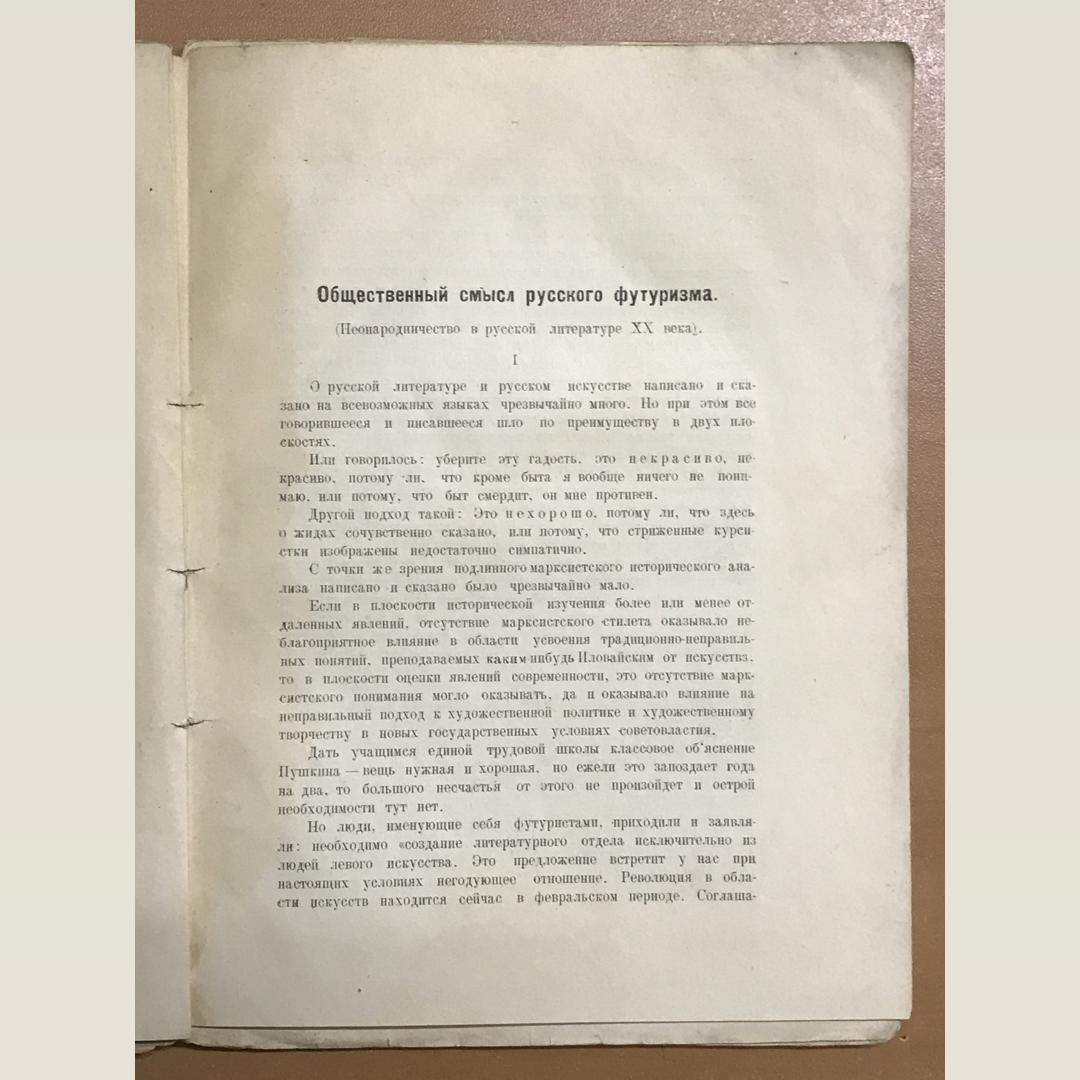 Общественный смысл русского футуризма.
(Неонародничество в русской литературе XX века).
I
О русской литературе и русском искусстве написано и ска-
зано на всевозможных языках чрезвычайно много. Но при этом все
говорившееся и писавшееся шло по преимуществу в двух пло-
скостях.
Или говорилось: уберите эту гадость, это некрасиво, не-
красиво, потому ли, что кроме быта я вообще ничего не пони-
маю, или потому, что быт смердит, он мне противен.
Другой подход такой: Это нехорошо, потому ли, что здесь
о жидах сочувственно сказано, или потому, что стриженные курси-
стки изображены недостаточно симпатично.
С точки же зрения подлинного марксистского исторического ана-
лиза написано и сказано было чрезвычайно мало.
Если в плоскости исторической изучения более или менее от-
даленных явлений, отсутствие марксистского стилета оказывало не-
благоприятное влияние в области усвоения традиционно-неправиль-
ных понятий, преподаваемых каким-нибудь Иловайским от искусства,
то в плоскости оценки явлений современности, это отсутствие марк-
систского понимания могло оказывать, да и оказывало влияние на
неправильный подход к художественной политике и художественному
творчеству в новых государственных условиях советовластия.
Дать учащимся единой трудовой школы классовое об'яснение
Пушкина — вещь нужная и хорошая, но ежели это запоздает года
на два, то большого несчастья от этого не произойдет и острой
необходимости тут нет.
Но люди, именующие себя футуристами, приходили и заявля-
ли: необходимо «создание литературного отдела исключительно из
людей левого искусства. Это предложение встретит у нас при
настоящих условиях негодующее отношение. Революция в обла-
сти искусств находится сейчас в февральском периоде. Соглаша-